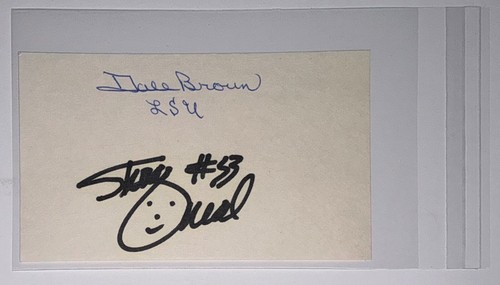 Dale Brown
LSU
Shaq #33
Oneal